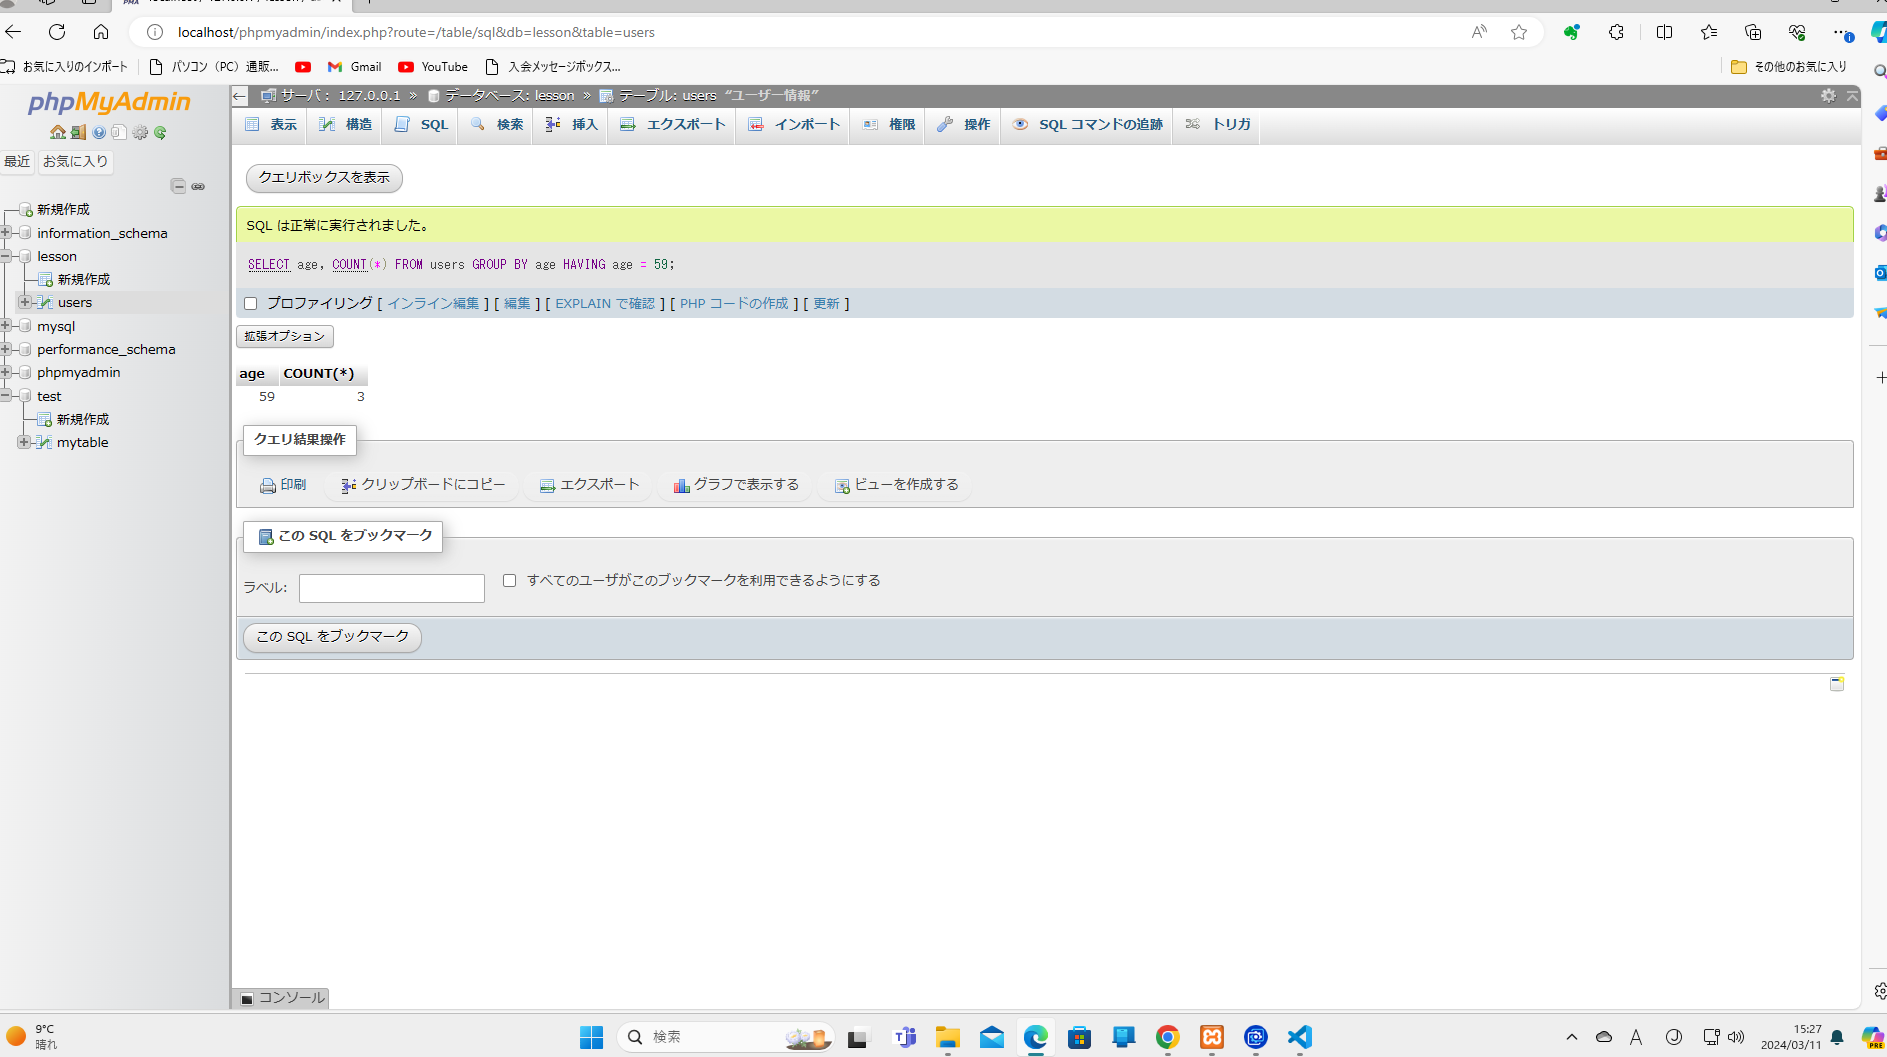 localhost/phpmyadmin/index.php?route=/table/sql&db=lesson&table=users
お気に入りのインポート
パソコン（PC）通販...
Gmail
YouTube
入会メッセージボックス...
その他のお気に入り
phpMyAdmin
最近
お気に入り
新規作成
information_schema
lesson
新規作成
users
mysql
performance_schema
phpmyadmin
test
新規作成
mytable
サーバ： 127.0.0.1 » データベース: lesson » テーブル: users “ユーザー情報”
表示
構造
SQL
検索
挿入
エクスポート
インポート
権限
操作
SQL コマンドの追跡
トリガ
クエリボックスを表示
SQL は正常に実行されました。
SELECT age, COUNT(*) FROM users GROUP BY age HAVING age = 59;
プロファイリング [ インライン編集 ] [ 編集 ] [ EXPLAIN で確認 ] [ PHP コードの作成 ] [ 更新 ]
拡張オプション
age COUNT(*)
59 3
クエリ結果操作
印刷
クリップボードにコピー
エクスポート
グラフで表示する
ビューを作成する
この SQL をブックマーク
ラベル:
すべてのユーザがこのブックマークを利用できるようにする
この SQL をブックマーク
コンソール
9°C
晴れ
検索
A
15:27
2024/03/11
PRE